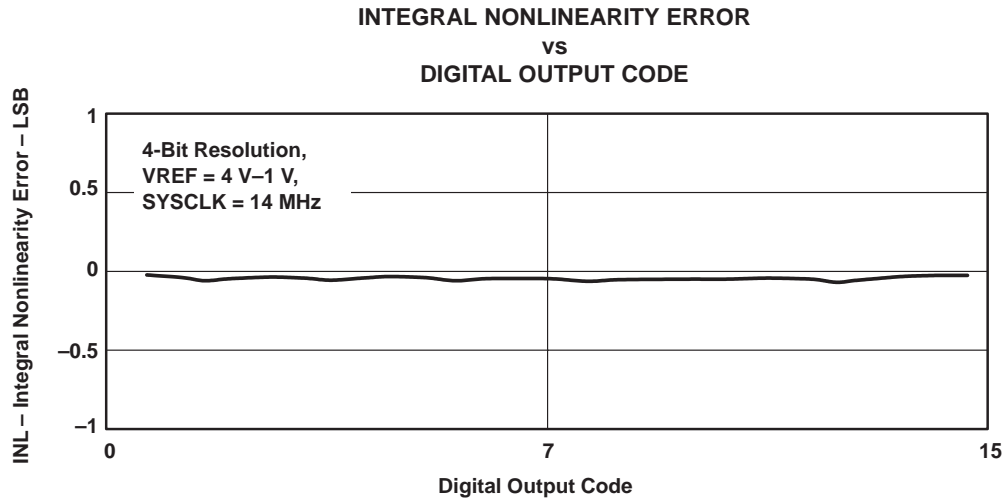 INTEGRAL NONLINEARITY ERROR
vs
DIGITAL OUTPUT CODE
INL – Integral Nonlinearity Error – LSB
1
4-Bit Resolution,
VREF = 4 V–1 V,
0.5
SYSCLK = 14 MHz
0
–0.5
–1
0
7
15
Digital Output Code